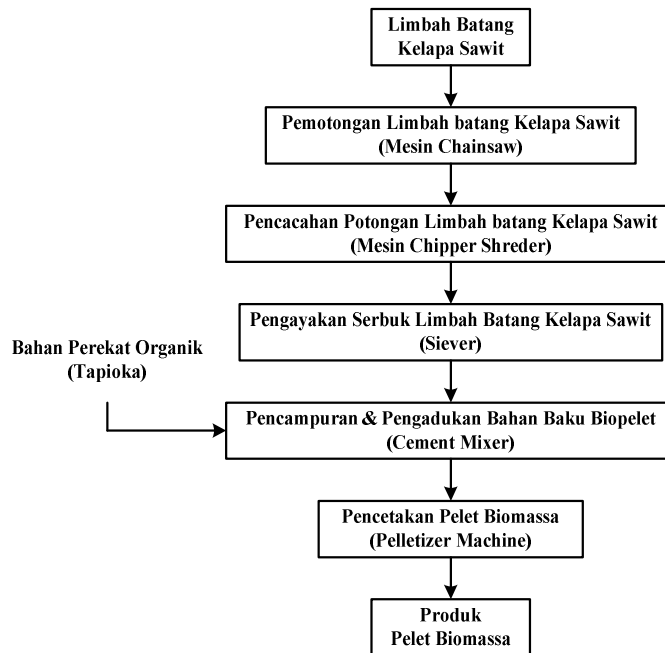 Limbah Batang
Kelapa Sawit
Pemotongan Limbah batang Kelapa Sawit
(Mesin Chainsaw)
Pencacahan Potongan Limbah batang Kelapa Sawit
(Mesin Chipper Shreder)
Pengayakan Serbuk Limbah Batang Kelapa Sawit
(Siever)
Bahan Perekat Organik
(Tapioka)
Pencampuran & Pengadukan Bahan Baku Biopelet
(Cement Mixer)
Pencetakan Pelet Biomassa
(Pelletizer Machine)
Produk
Pelet Biomassa